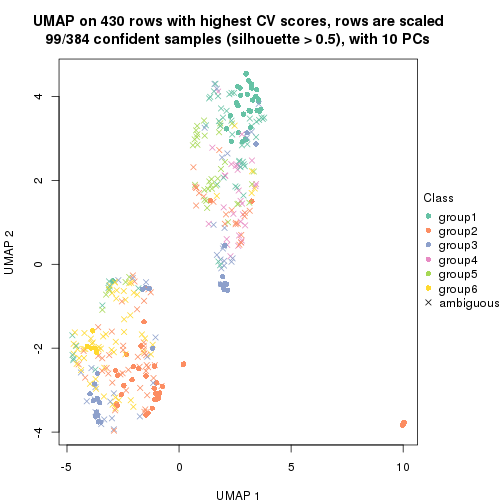 UMAP on 430 rows with highest CV scores, rows are scaled
99/384 confident samples (silhouette > 0.5), with 10 PCs
4
2
0
-2
-4
UMAP 2
-5
0
5
10
UMAP 1
Class
group1
group2
group3
group4
group5
group6
ambiguous